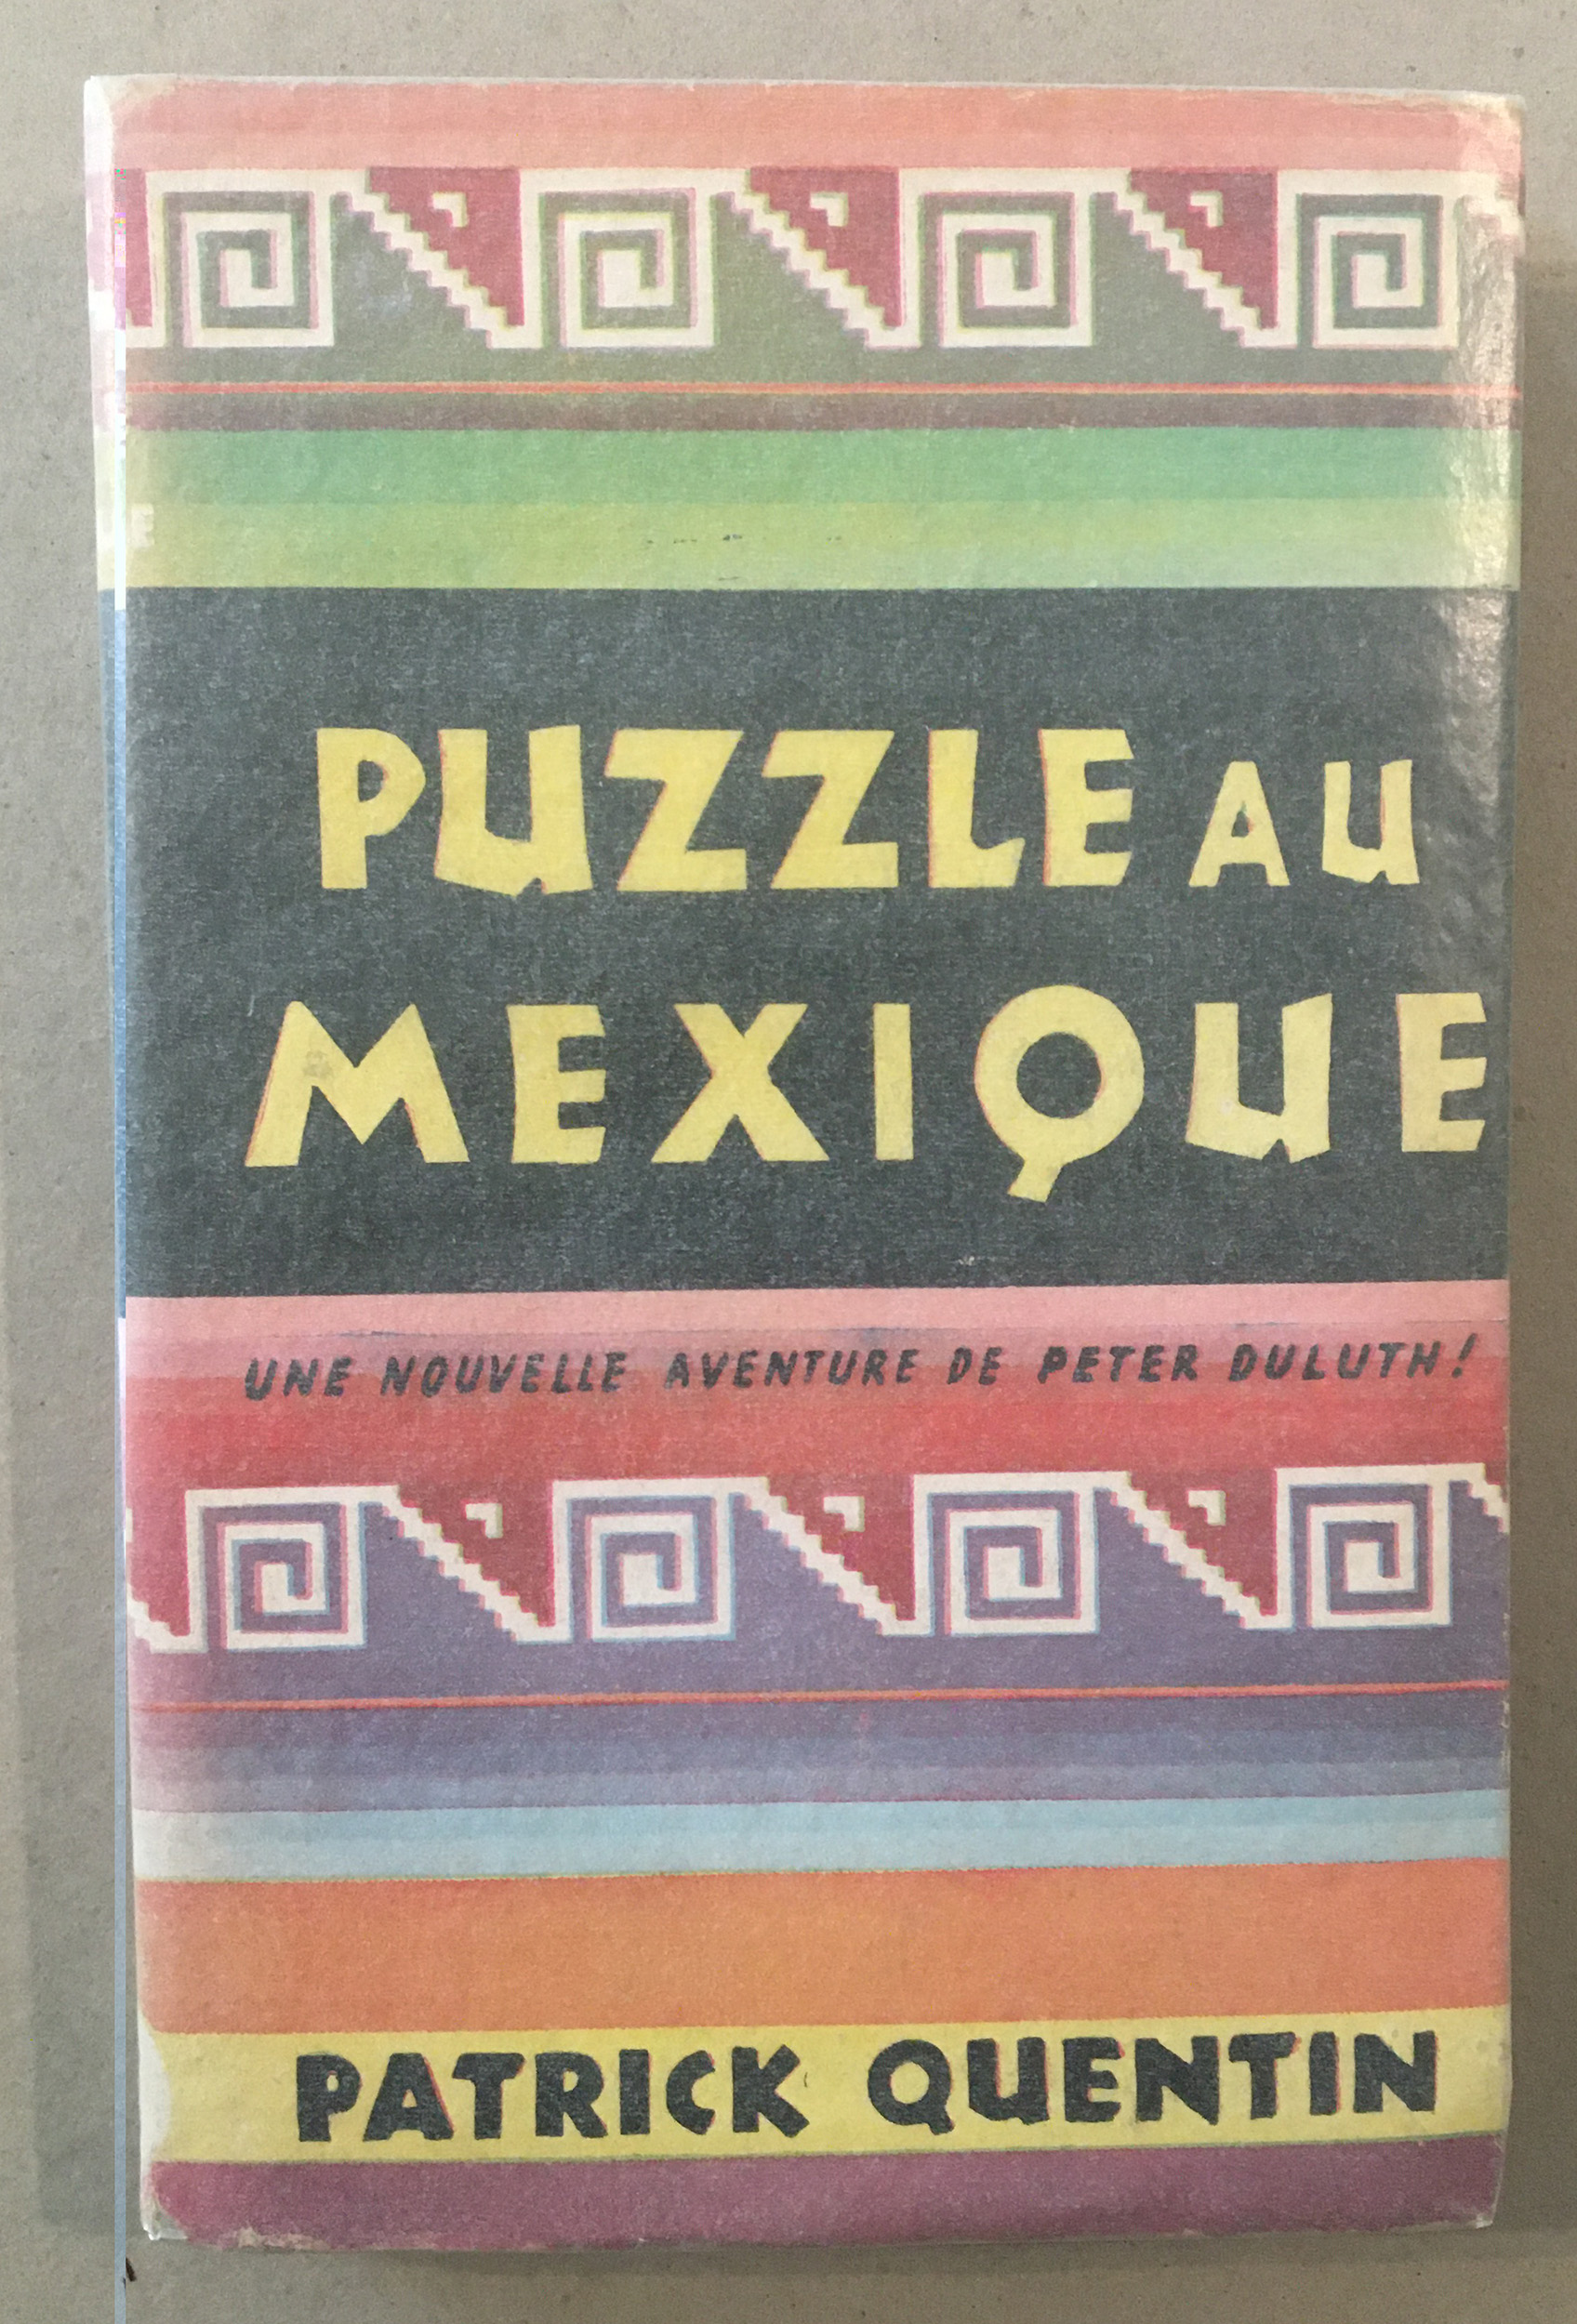 PUZZLE AU
MEXIQUE
UNE NOUVELLE AVENTURE DE PETER DULUTH!
PATRICK QUENTIN